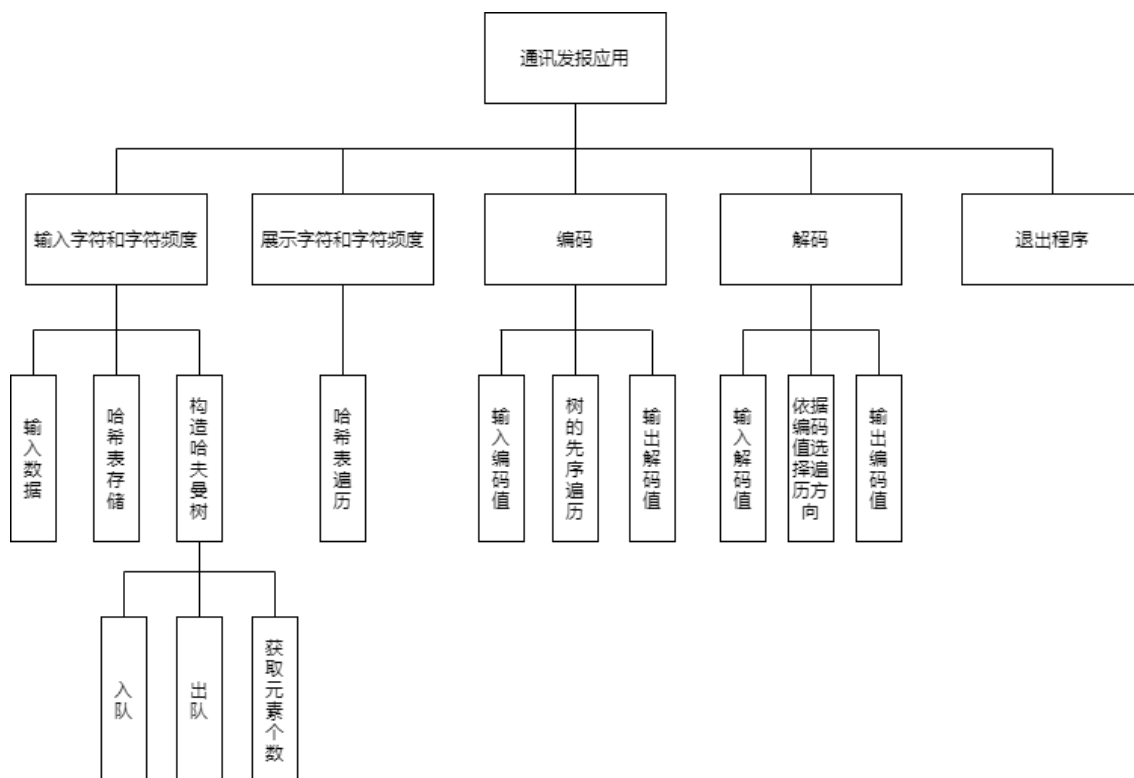 通讯发报应用
输入字符和字符频度
展示字符和字符频度
编码
解码
退出程序
输入数据
哈希表存储
构造哈夫曼树
哈希表遍历
输入编码值
树的先序遍历
输出解码值
输入解码值
依据编码值选择遍历方向
输出编码值
入队
出队
获取元素个数